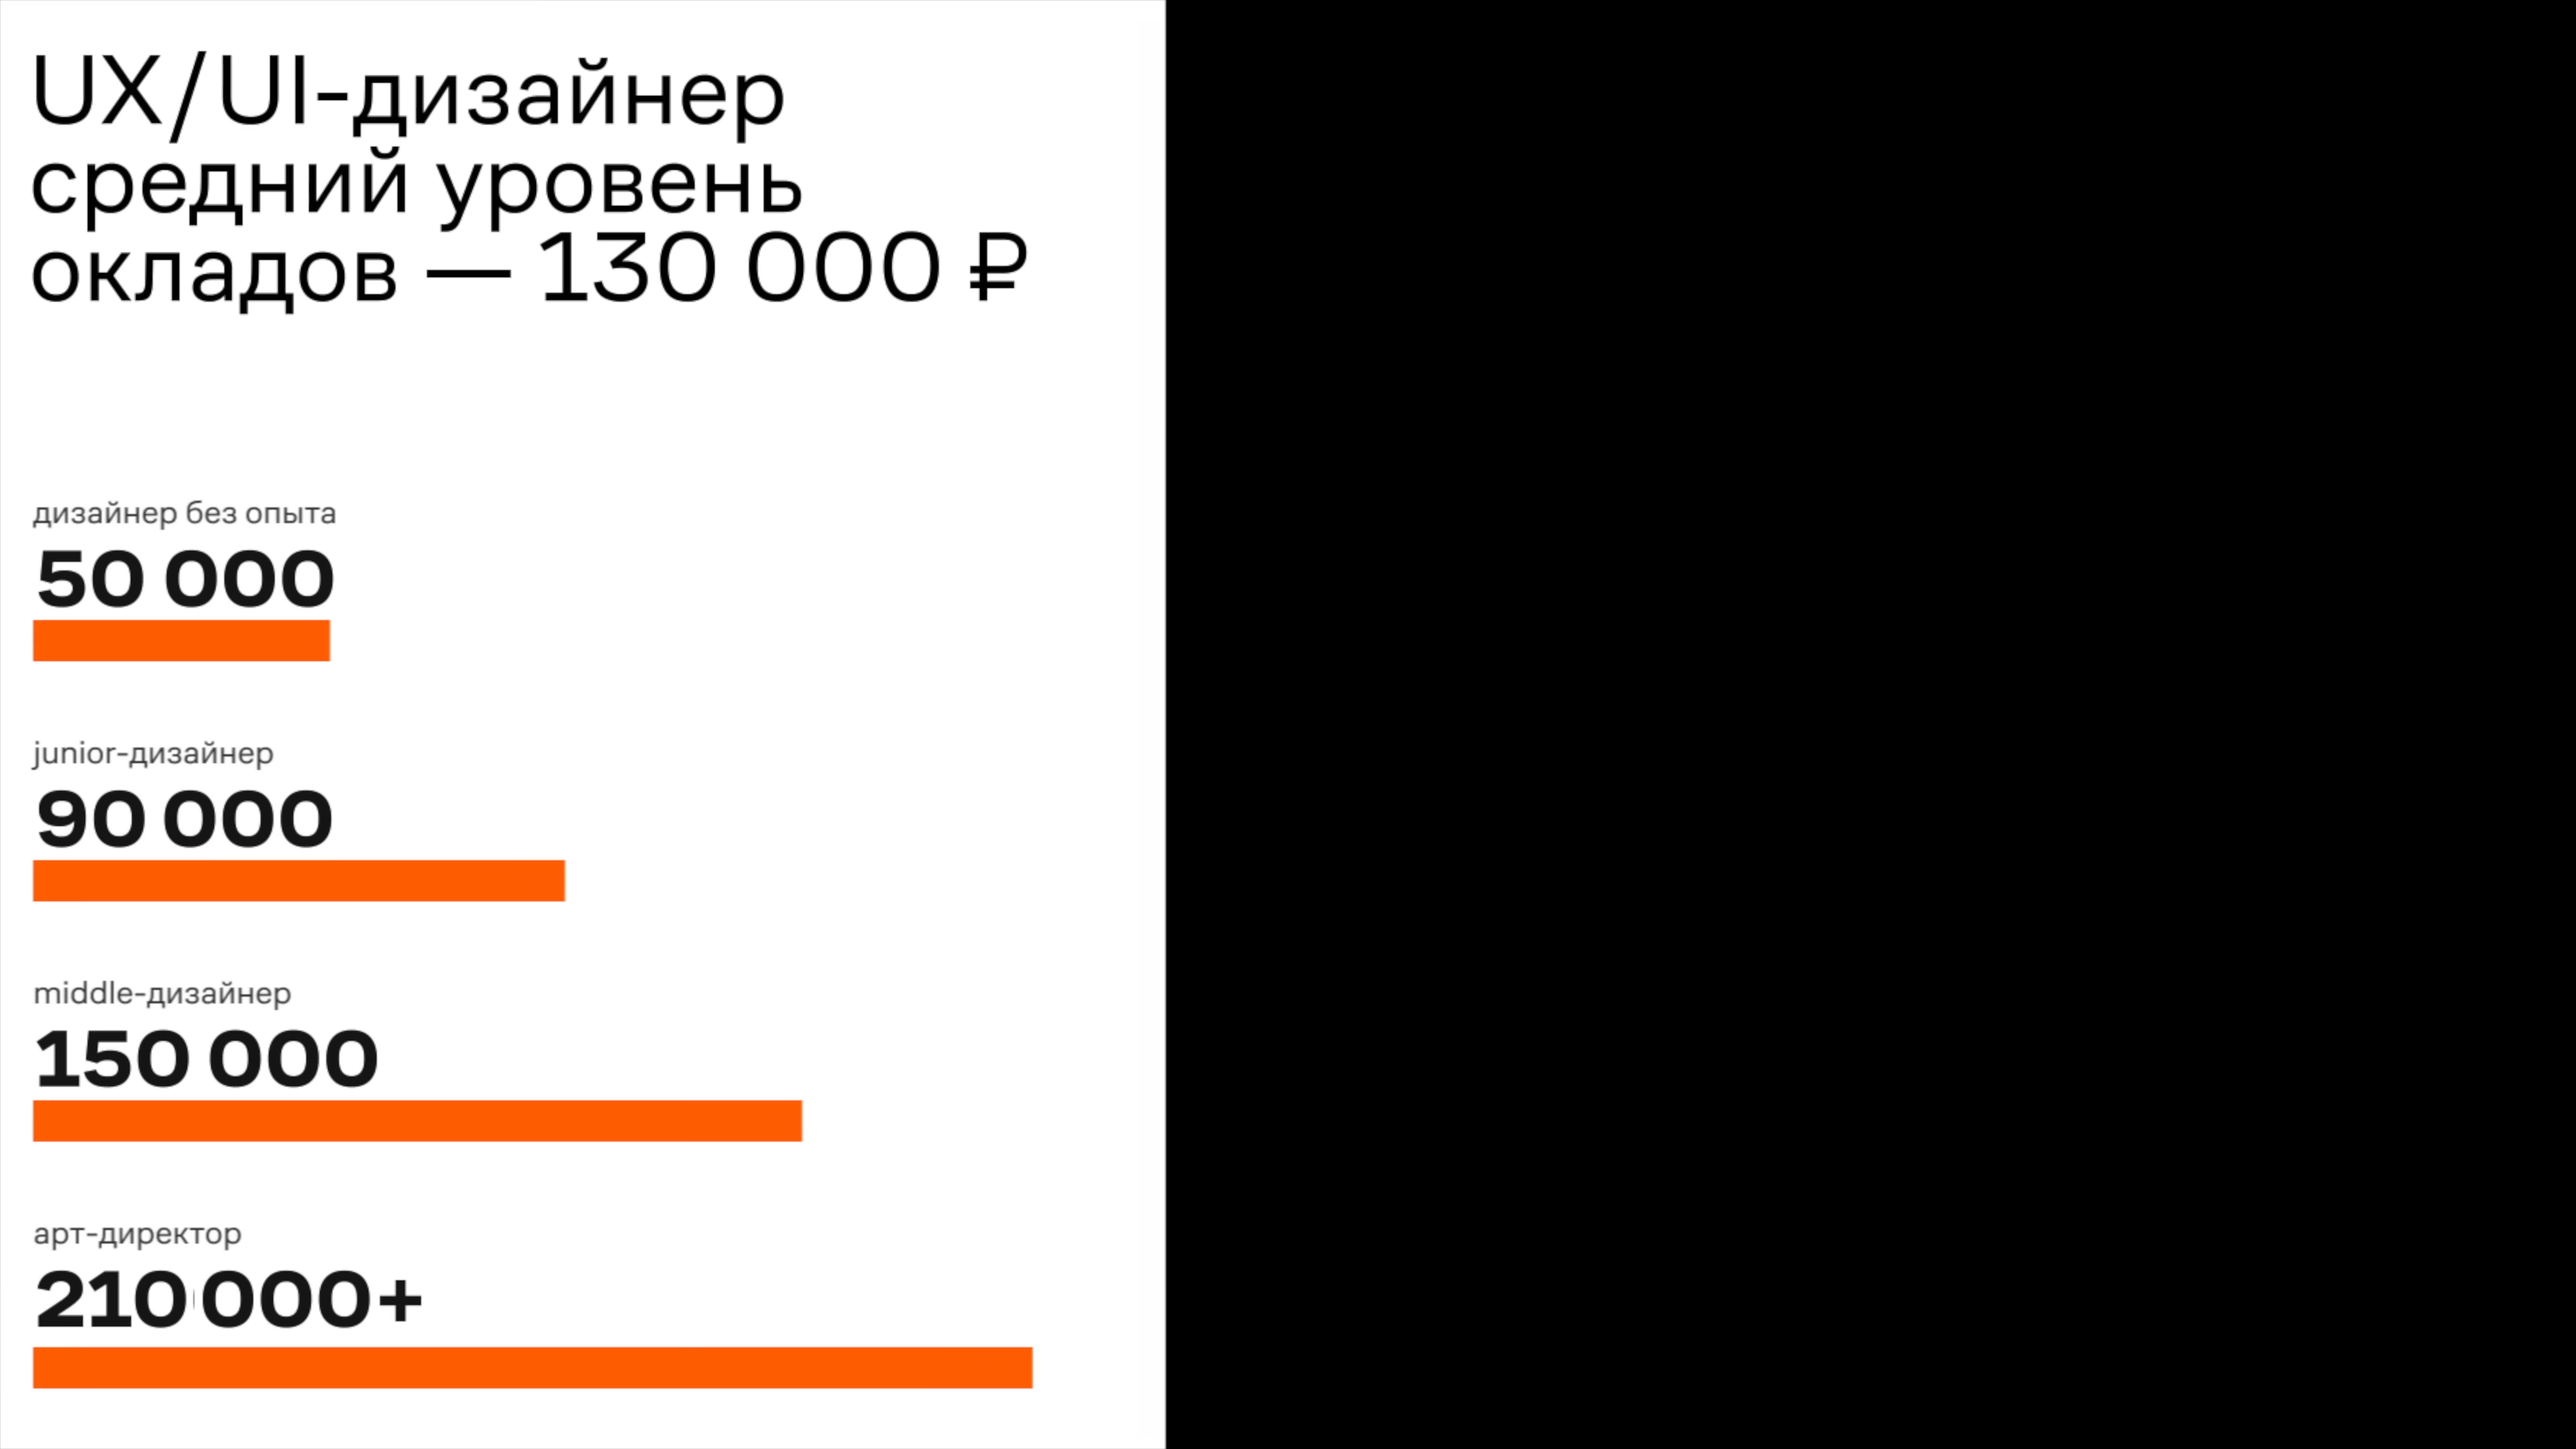 UX/UI-дизайнер
средний уровень
окладов — 130 000 ₽
дизайнер без опыта
50 000
junior-дизайнер
90 000
middle-дизайнер
150 000
арт-директор
210 000+